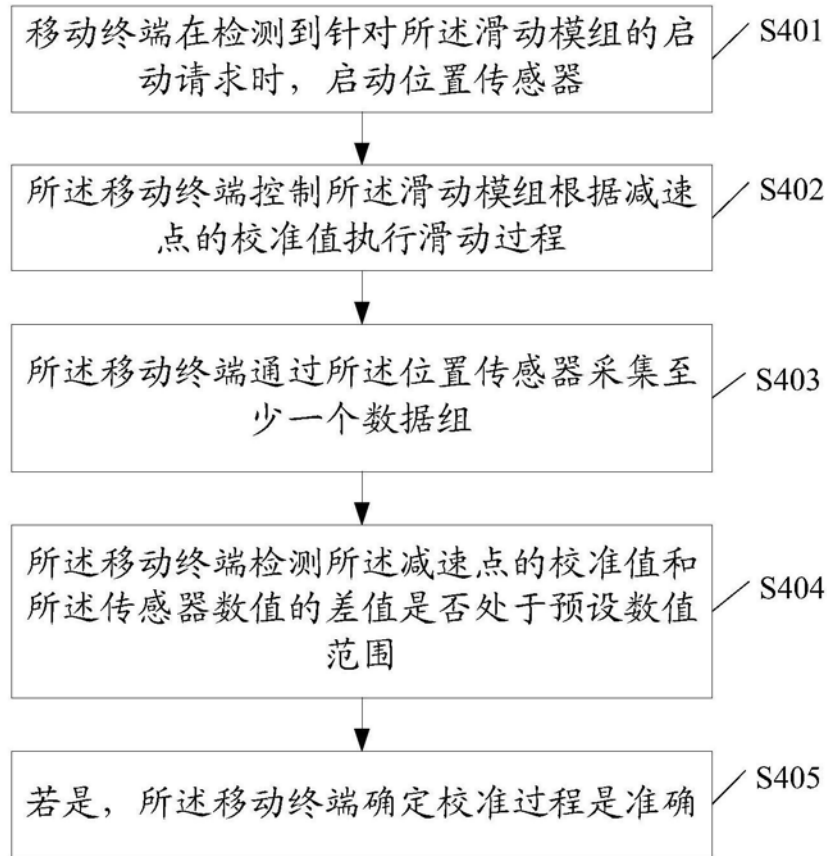 移动终端在检测到针对所述滑动模组的启
动请求时，启动位置传感器
S401
所述移动终端控制所述滑动模组根据减速
点的校准值执行滑动过程
S402
所述移动终端通过所述位置传感器采集至
少一个数据组
S403
所述移动终端检测所述减速点的校准值和
所述传感器数值的差值是否处于预设数值
范围
S404
若是，所述移动终端确定校准过程是准确
S405